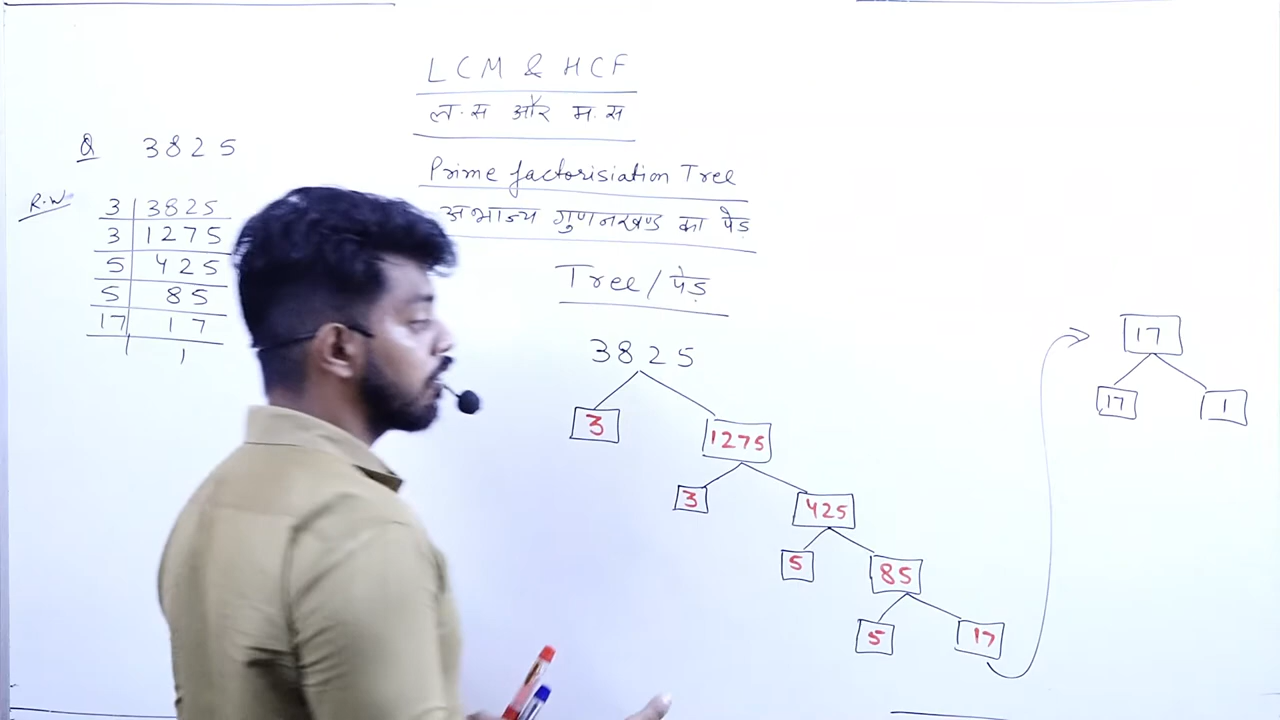 LCM & HCF
ल.स और म.स
Prime factorisiation Tree
अभाज्य गुणनखण्ड का पेड़
Tree/पेड़
Q 3825
R.W
3 3825
3 1275
5 425
5 85
17 17
1
3825
3 1275
3 425
5 85
5 17
17
17 1